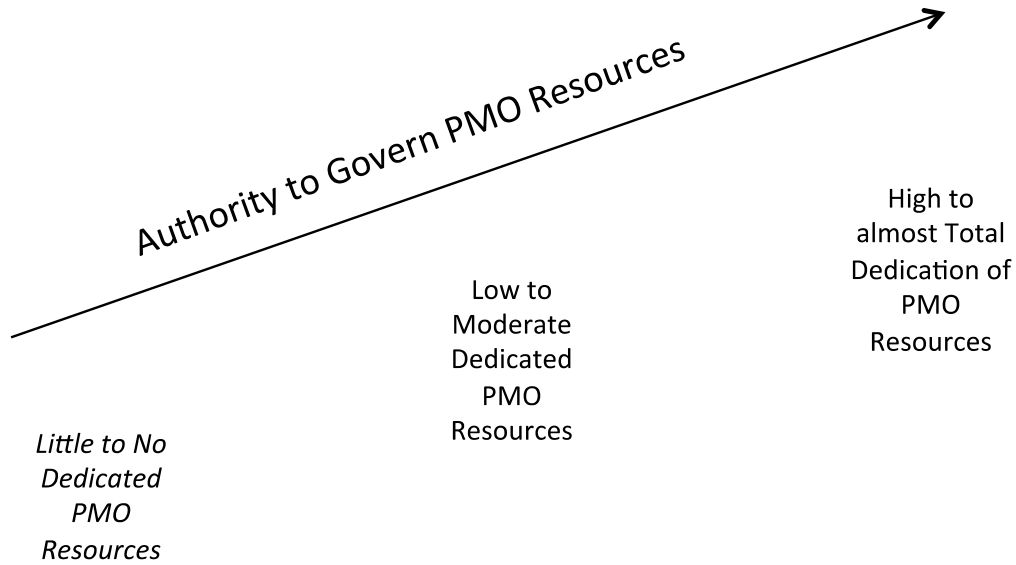 Authority to Govern PMO Resources
High to
almost Total
Dedication of
PMO
Resources
Low to
Moderate
Dedicated
PMO
Resources
Little to No
Dedicated
PMO
Resources